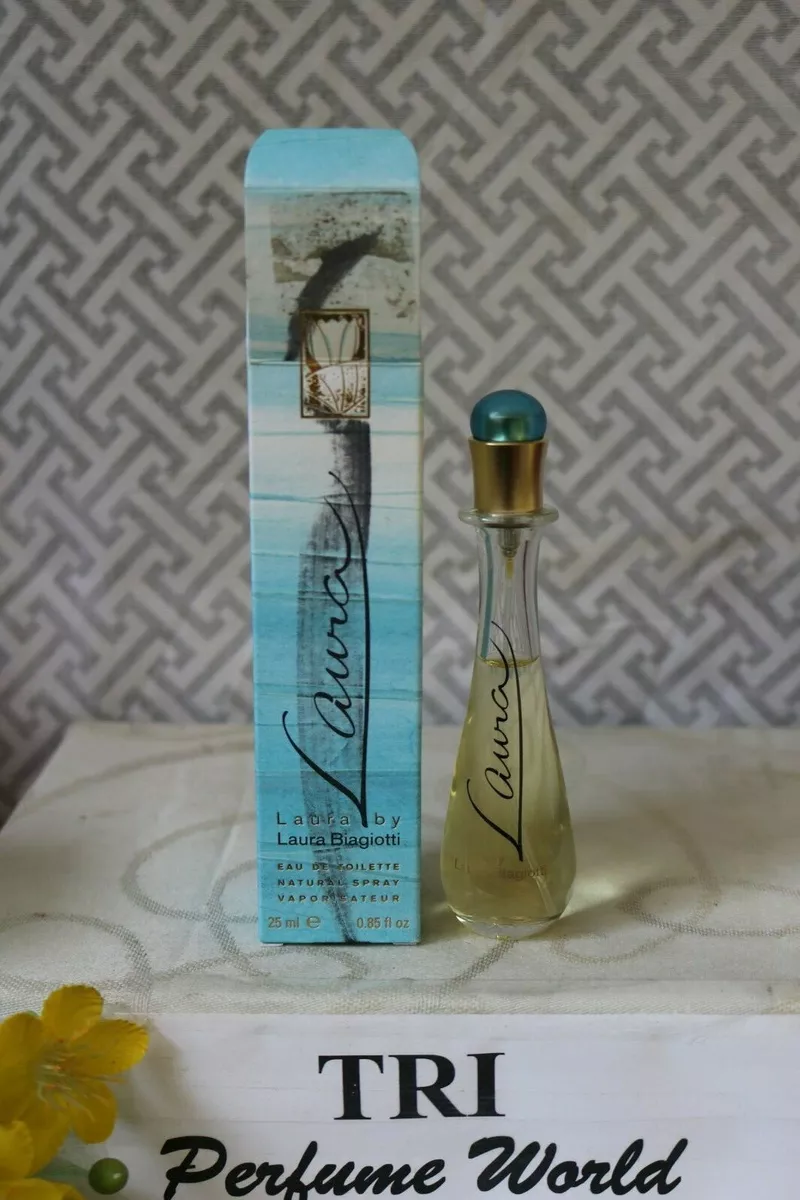 Laura
Laura by
Laura Biagiotti
EAU DE TOILETTE
NATURAL SPRAY
VAPORISATEUR
25 ml e 0.85 fl oz
Laura
Biagiotti
TRI
Perfume World